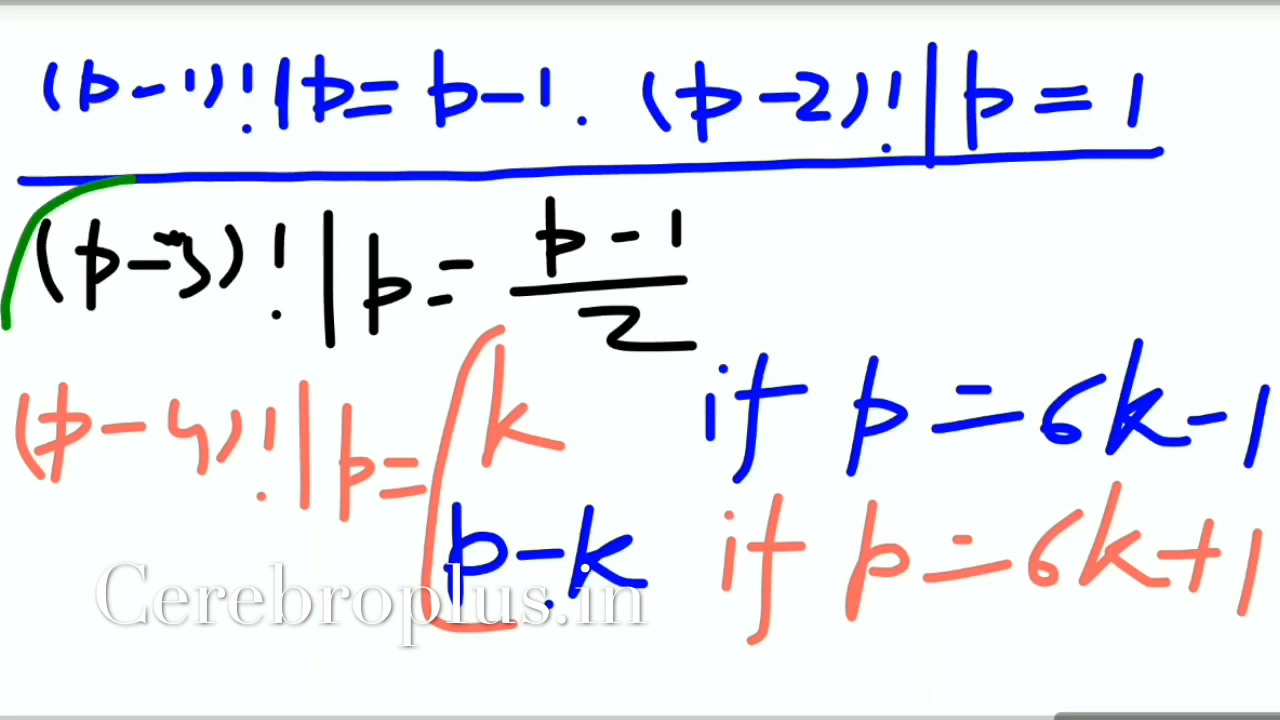 (p-1)! | p = p-1. (p-2)! | p = 1
(p-3)! | p = p-1
2
(p-4)! | p = k if p = 6k-1
p-k if p = 6k+1
Cerebroplus.in